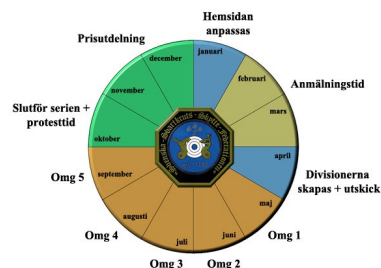 Hemsidan
anpassas
Prisutdelning
december
januari
november
februari
Anmälningstid
mars
Slutför serien +
protesttid
oktober
april
Divisionerna
skapas + utskick
september
Omg 5
maj
Omg 1
augusti
Omg 4
juli
juni
Omg 3
Omg 2